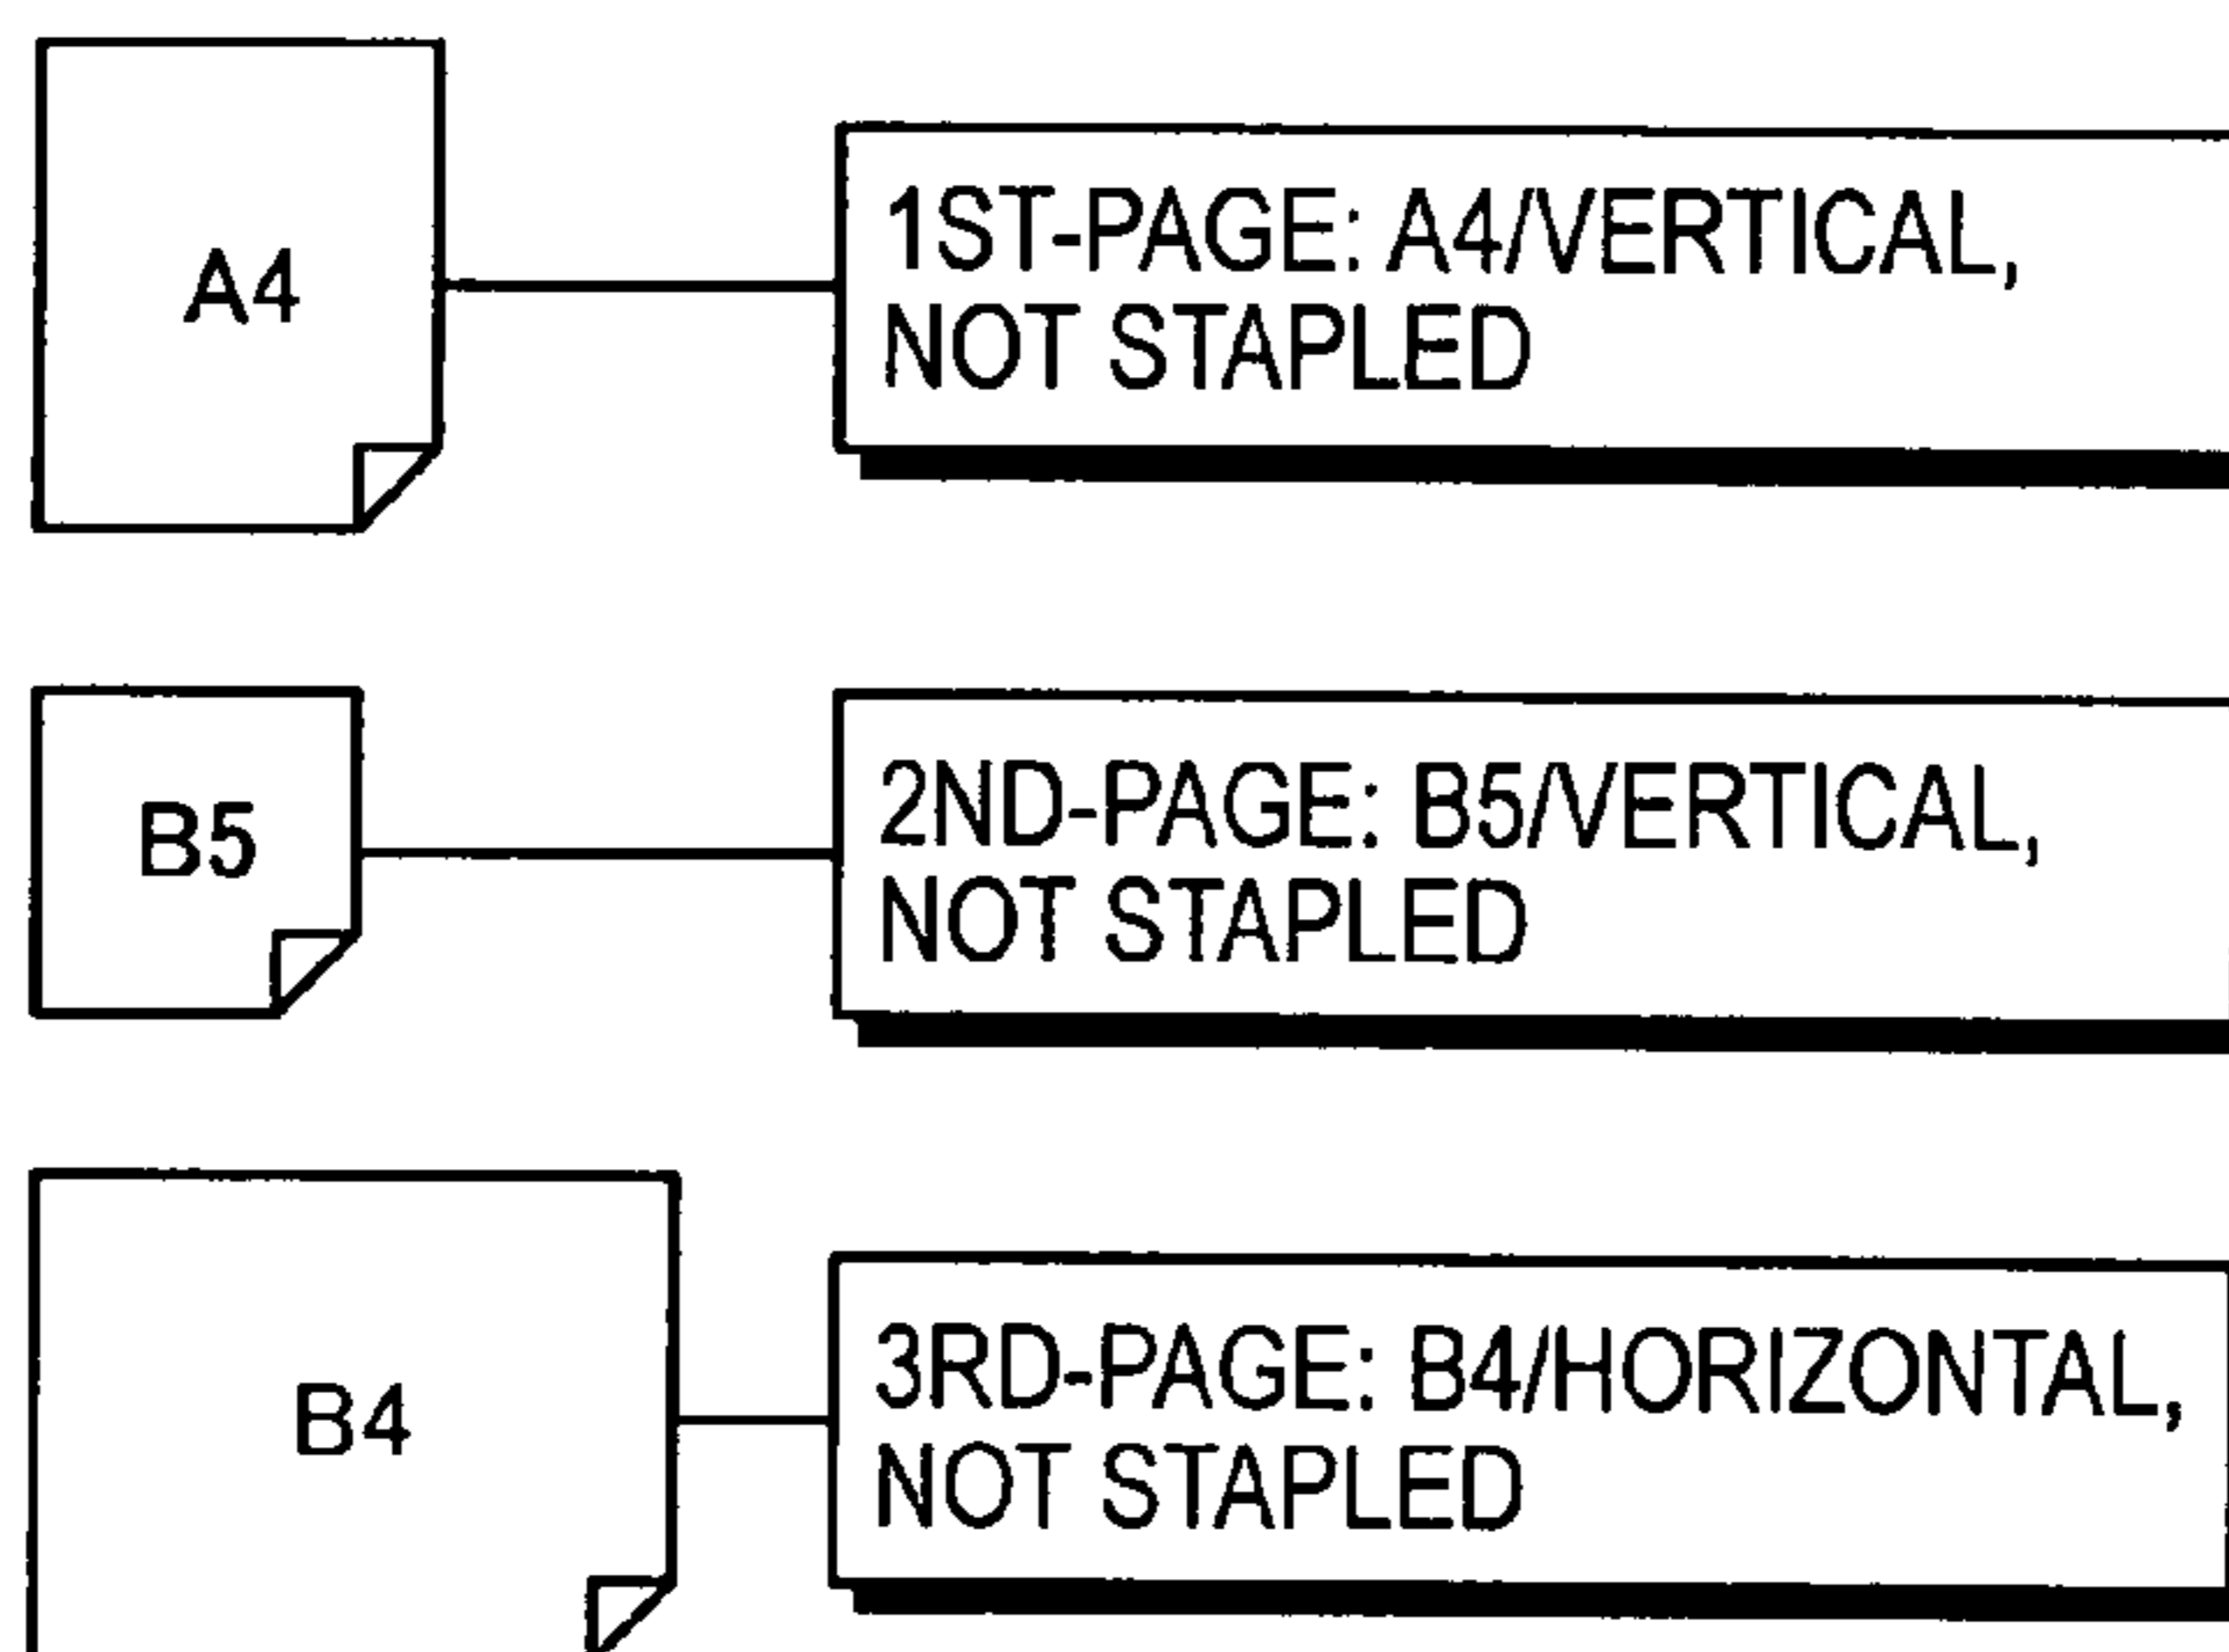 A4
1ST-PAGE: A4/VERTICAL,
NOT STAPLED
B5
2ND-PAGE: B5/VERTICAL,
NOT STAPLED
B4
3RD-PAGE: B4/HORIZONTAL,
NOT STAPLED